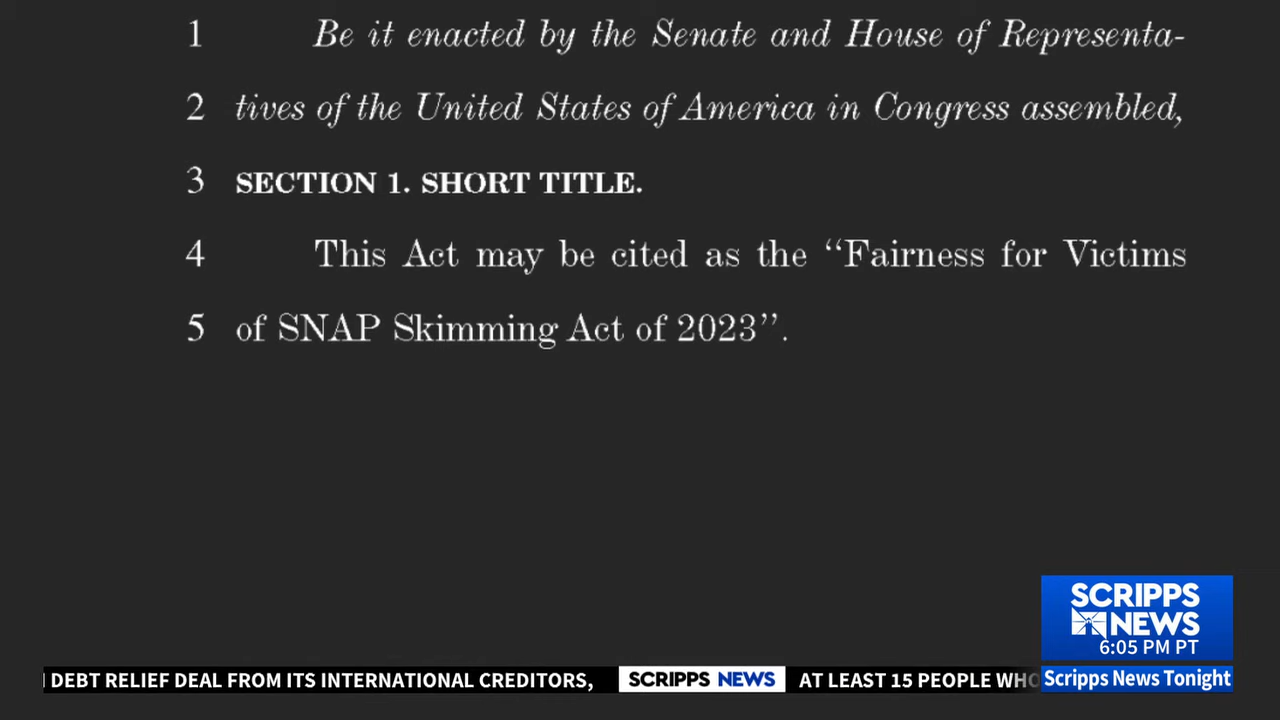 1 Be it enacted by the Senate and House of Representa-
2 tives of the United States of America in Congress assembled,
3 SECTION 1. SHORT TITLE.
4 This Act may be cited as the ‘‘Fairness for Victims
5 of SNAP Skimming Act of 2023’’.
SCRIPPS
NEWS
6:05 PM PT
Scripps News Tonight
DEBT RELIEF DEAL FROM ITS INTERNATIONAL CREDITORS, SCRIPPS NEWS AT LEAST 15 PEOPLE WHO